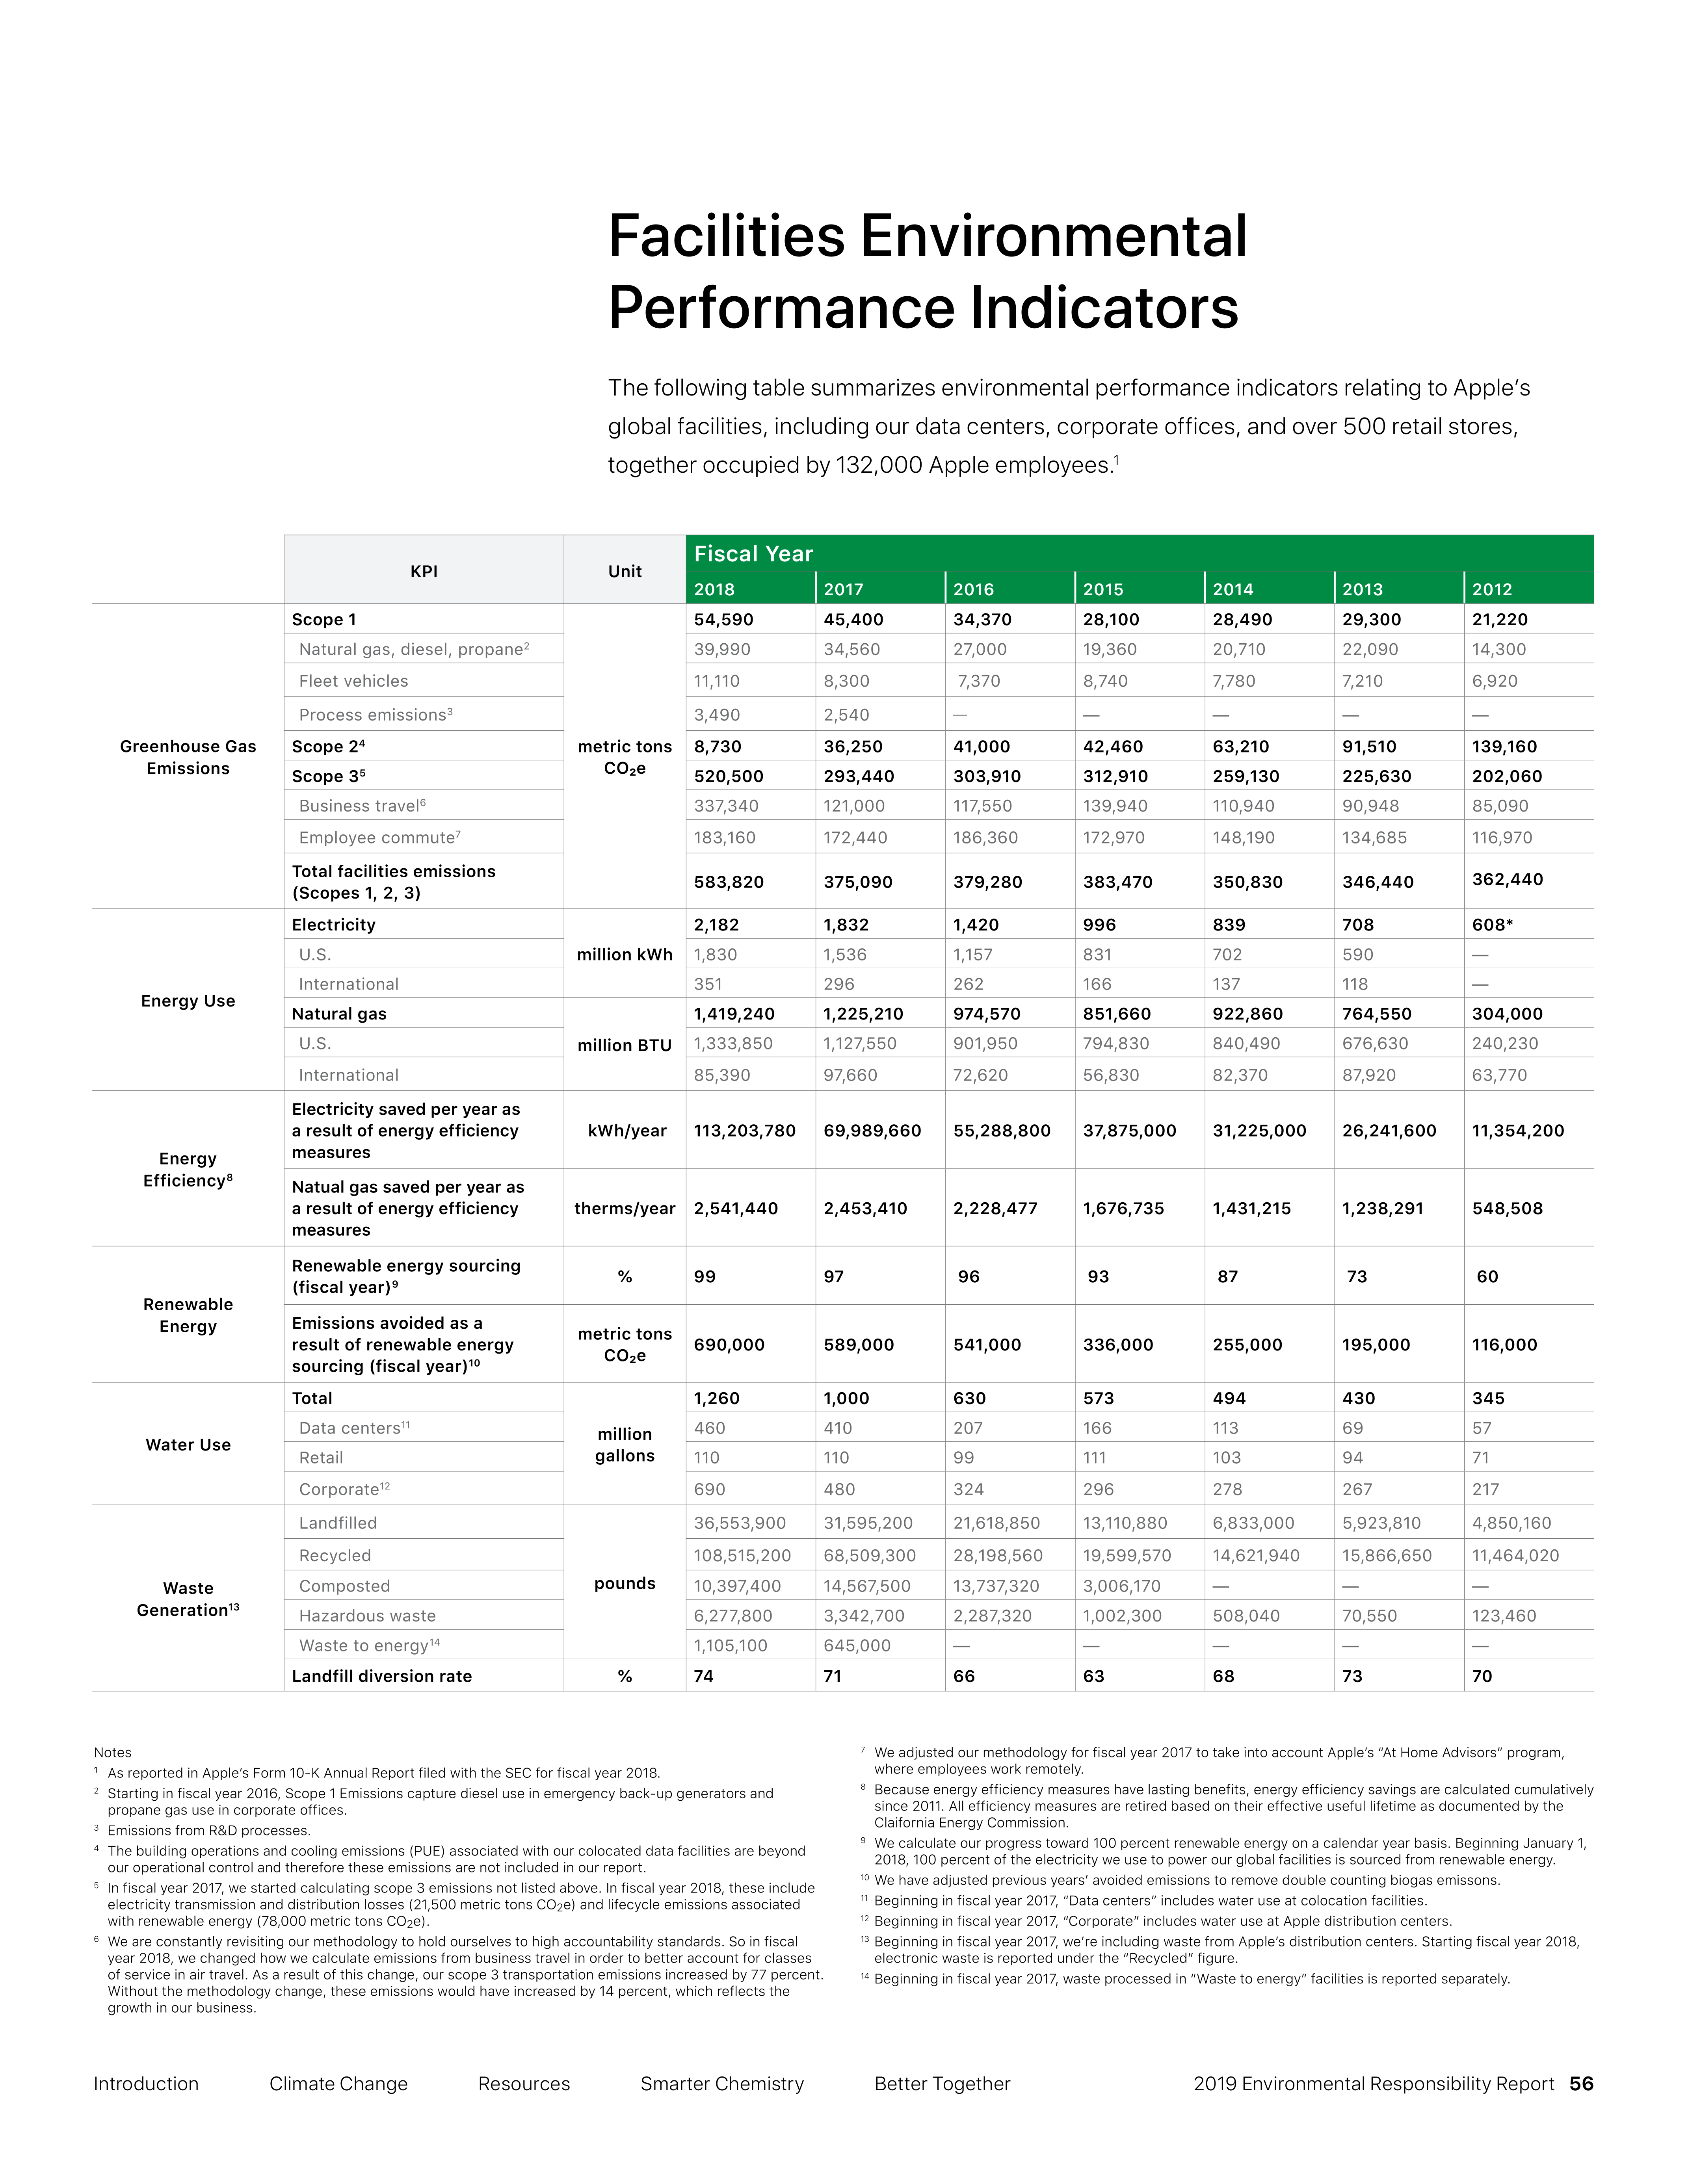 Facilities Environmental
Performance Indicators
The following table summarizes environmental performance indicators relating to Apple’s
global facilities, including our data centers, corporate offices, and over 500 retail stores,
together occupied by 132,000 Apple employees.¹
KPI Unit Fiscal Year
2018 2017 2016 2015 2014 2013 2012
Greenhouse Gas
Emissions
metric tons
CO₂e
Scope 1 54,590 45,400 34,370 28,100 28,490 29,300 21,220
Natural gas, diesel, propane² 39,990 34,560 27,000 19,360 20,710 22,090 14,300
Fleet vehicles 11,110 8,300 7,370 8,740 7,780 7,210 6,920
Process emissions³ 3,490 2,540 — — — — —
Scope 2⁴ 8,730 36,250 41,000 42,460 63,210 91,510 139,160
Scope 3⁵ 520,500 293,440 303,910 312,910 259,130 225,630 202,060
Business travel⁶ 337,340 121,000 117,550 139,940 110,940 90,948 85,090
Employee commute⁷ 183,160 172,440 186,360 172,970 148,190 134,685 116,970
Total facilities emissions
(Scopes 1, 2, 3) 583,820 375,090 379,280 383,470 350,830 346,440 362,440
Energy Use
million kWh
Electricity 2,182 1,832 1,420 996 839 708 608*
U.S. 1,830 1,536 1,157 831 702 590 —
International 351 296 262 166 137 118 —
million BTU
Natural gas 1,419,240 1,225,210 974,570 851,660 922,860 764,550 304,000
U.S. 1,333,850 1,127,550 901,950 794,830 840,490 676,630 240,230
International 85,390 97,660 72,620 56,830 82,370 87,920 63,770
Energy
Efficiency⁸
Electricity saved per year as
a result of energy efficiency
measures
kWh/year 113,203,780 69,989,660 55,288,800 37,875,000 31,225,000 26,241,600 11,354,200
Natual gas saved per year as
a result of energy efficiency
measures
therms/year 2,541,440 2,453,410 2,228,477 1,676,735 1,431,215 1,238,291 548,508
Renewable
Energy
Renewable energy sourcing
(fiscal year)⁹
% 99 97 96 93 87 73 60
Emissions avoided as a
result of renewable energy
sourcing (fiscal year)¹⁰
metric tons
CO₂e
690,000 589,000 541,000 336,000 255,000 195,000 116,000
Water Use
million
gallons
Total 1,260 1,000 630 573 494 430 345
Data centers¹¹ 460 410 207 166 113 69 57
Retail 110 110 99 111 103 94 71
Corporate¹² 690 480 324 296 278 267 217
Waste
Generation¹³
pounds
Landfilled 36,553,900 31,595,200 21,618,850 13,110,880 6,833,000 5,923,810 4,850,160
Recycled 108,515,200 68,509,300 28,198,560 19,599,570 14,621,940 15,866,650 11,464,020
Composted 10,397,400 14,567,500 13,737,320 3,006,170 — — —
Hazardous waste 6,277,800 3,342,700 2,287,320 1,002,300 508,040 70,550 123,460
Waste to energy¹⁴ 1,105,100 645,000 — — — — —
Landfill diversion rate % 74 71 66 63 68 73 70
Notes
¹ As reported in Apple’s Form 10-K Annual Report filed with the SEC for fiscal year 2018.
² Starting in fiscal year 2016, Scope 1 Emissions capture diesel use in emergency back-up generators and
propane gas use in corporate offices.
³ Emissions from R&D processes.
⁴ The building operations and cooling emissions (PUE) associated with our colocated data facilities are beyond
our operational control and therefore these emissions are not included in our report.
⁵ In fiscal year 2017, we started calculating scope 3 emissions not listed above. In fiscal year 2018, these include
electricity transmission and distribution losses (21,500 metric tons CO₂e) and lifecycle emissions associated
with renewable energy (78,000 metric tons CO₂e).
⁶ We are constantly revisiting our methodology to hold ourselves to high accountability standards. So in fiscal
year 2018, we changed how we calculate emissions from business travel in order to better account for classes
of service in air travel. As a result of this change, our scope 3 transportation emissions increased by 77 percent.
Without the methodology change, these emissions would have increased by 14 percent, which reflects the
growth in our business.
⁷ We adjusted our methodology for fiscal year 2017 to take into account Apple’s “At Home Advisors” program,
where employees work remotely.
⁸ Because energy efficiency measures have lasting benefits, energy efficiency savings are calculated cumulatively
since 2011. All efficiency measures are retired based on their effective useful lifetime as documented by the
Claifornia Energy Commission.
⁹ We calculate our progress toward 100 percent renewable energy on a calendar year basis. Beginning January 1,
2018, 100 percent of the electricity we use to power our global facilities is sourced from renewable energy.
¹⁰ We have adjusted previous years’ avoided emissions to remove double counting biogas emissons.
¹¹ Beginning in fiscal year 2017, “Data centers” includes water use at colocation facilities.
¹² Beginning in fiscal year 2017, “Corporate” includes water use at Apple distribution centers.
¹³ Beginning in fiscal year 2017, we’re including waste from Apple’s distribution centers. Starting fiscal year 2018,
electronic waste is reported under the “Recycled” figure.
¹⁴ Beginning in fiscal year 2017, waste processed in “Waste to energy” facilities is reported separately.
Introduction Climate Change Resources Smarter Chemistry Better Together 2019 Environmental Responsibility Report 56